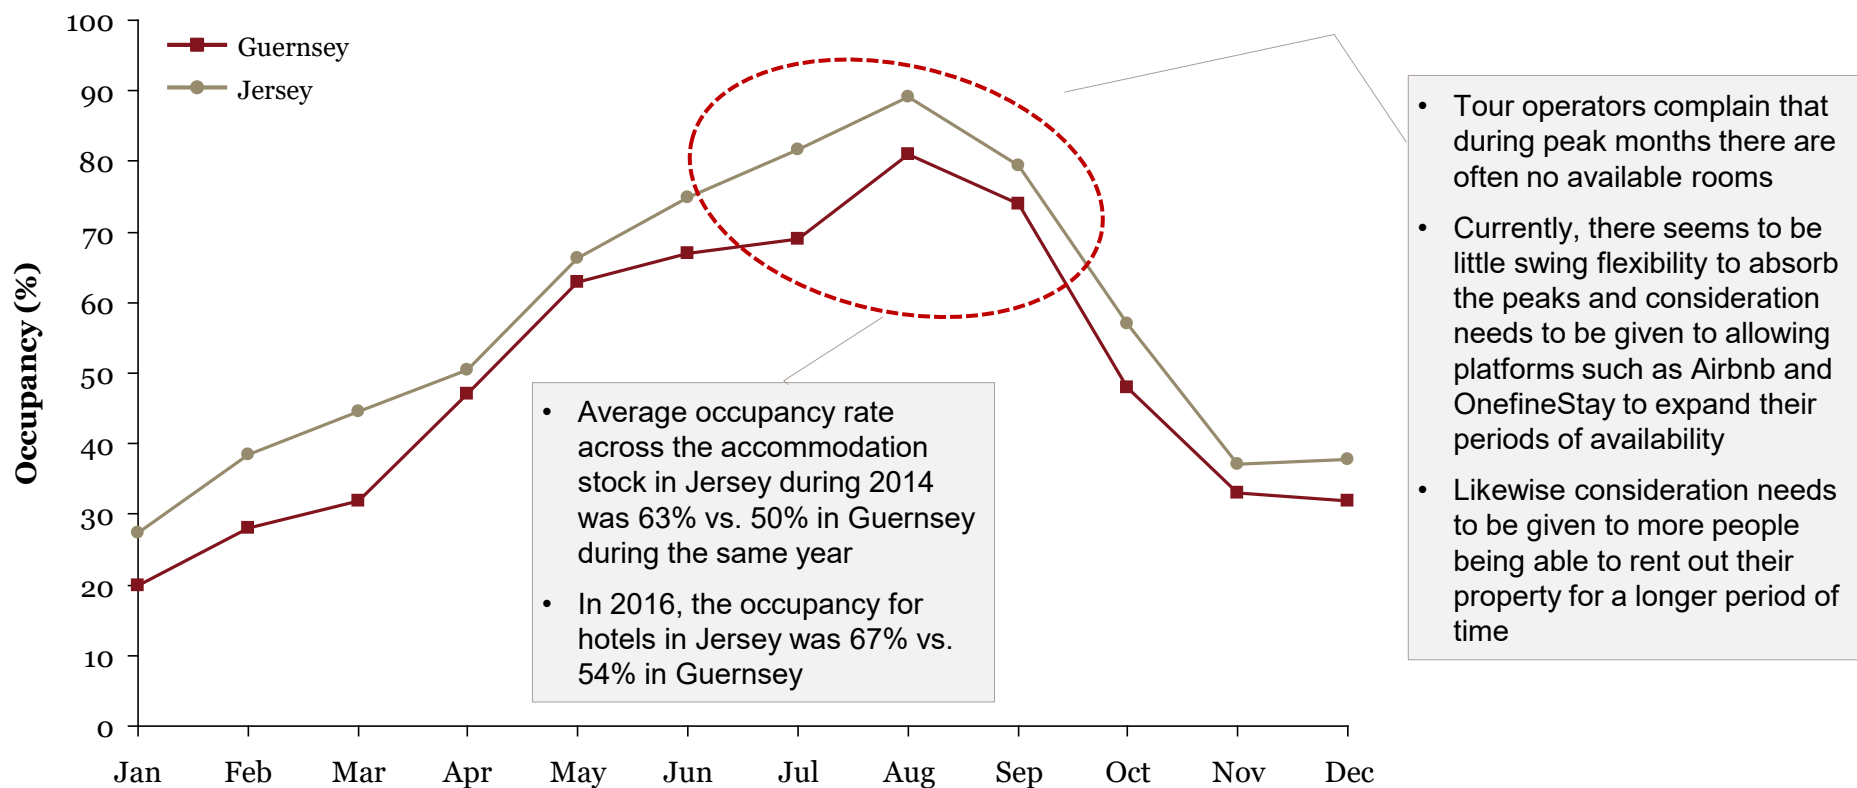 100
90
80
70
60
50
40
30
20
10
0
Occupancy (%)
Guernsey
Jersey
Jan Feb Mar Apr May Jun Jul Aug Sep Oct Nov Dec
• Average occupancy rate
across the accommodation
stock in Jersey during 2014
was 63% vs. 50% in Guernsey
during the same year
• In 2016, the occupancy for
hotels in Jersey was 67% vs.
54% in Guernsey
• Tour operators complain that
during peak months there are
often no available rooms
• Currently, there seems to be
little swing flexibility to absorb
the peaks and consideration
needs to be given to allowing
platforms such as Airbnb and
OnefineStay to expand their
periods of availability
• Likewise consideration needs
to be given to more people
being able to rent out their
property for a longer period of
time